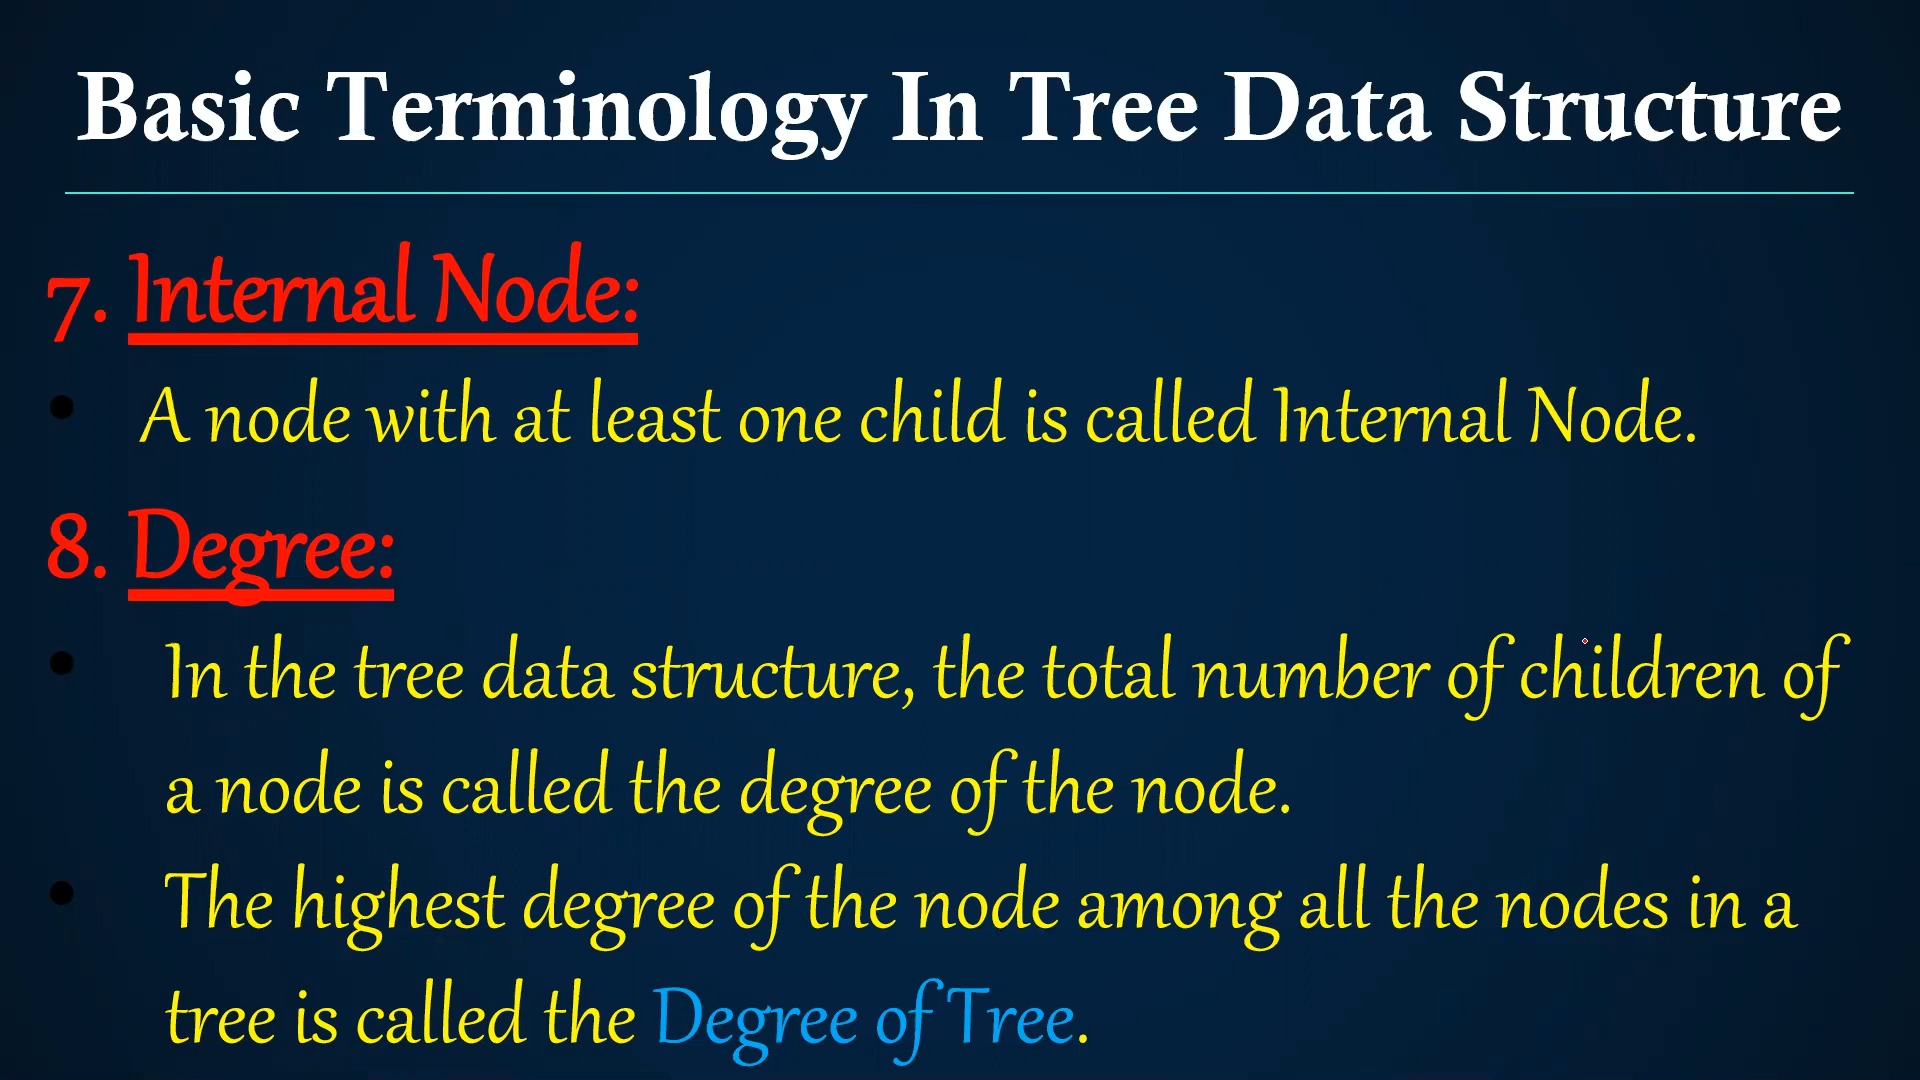 Basic Terminology In Tree Data Structure
7. Internal Node:
• A node with at least one child is called Internal Node.
8. Degree:
• In the tree data structure, the total number of children of
a node is called the degree of the node.
• The highest degree of the node among all the nodes in a
tree is called the Degree of Tree.